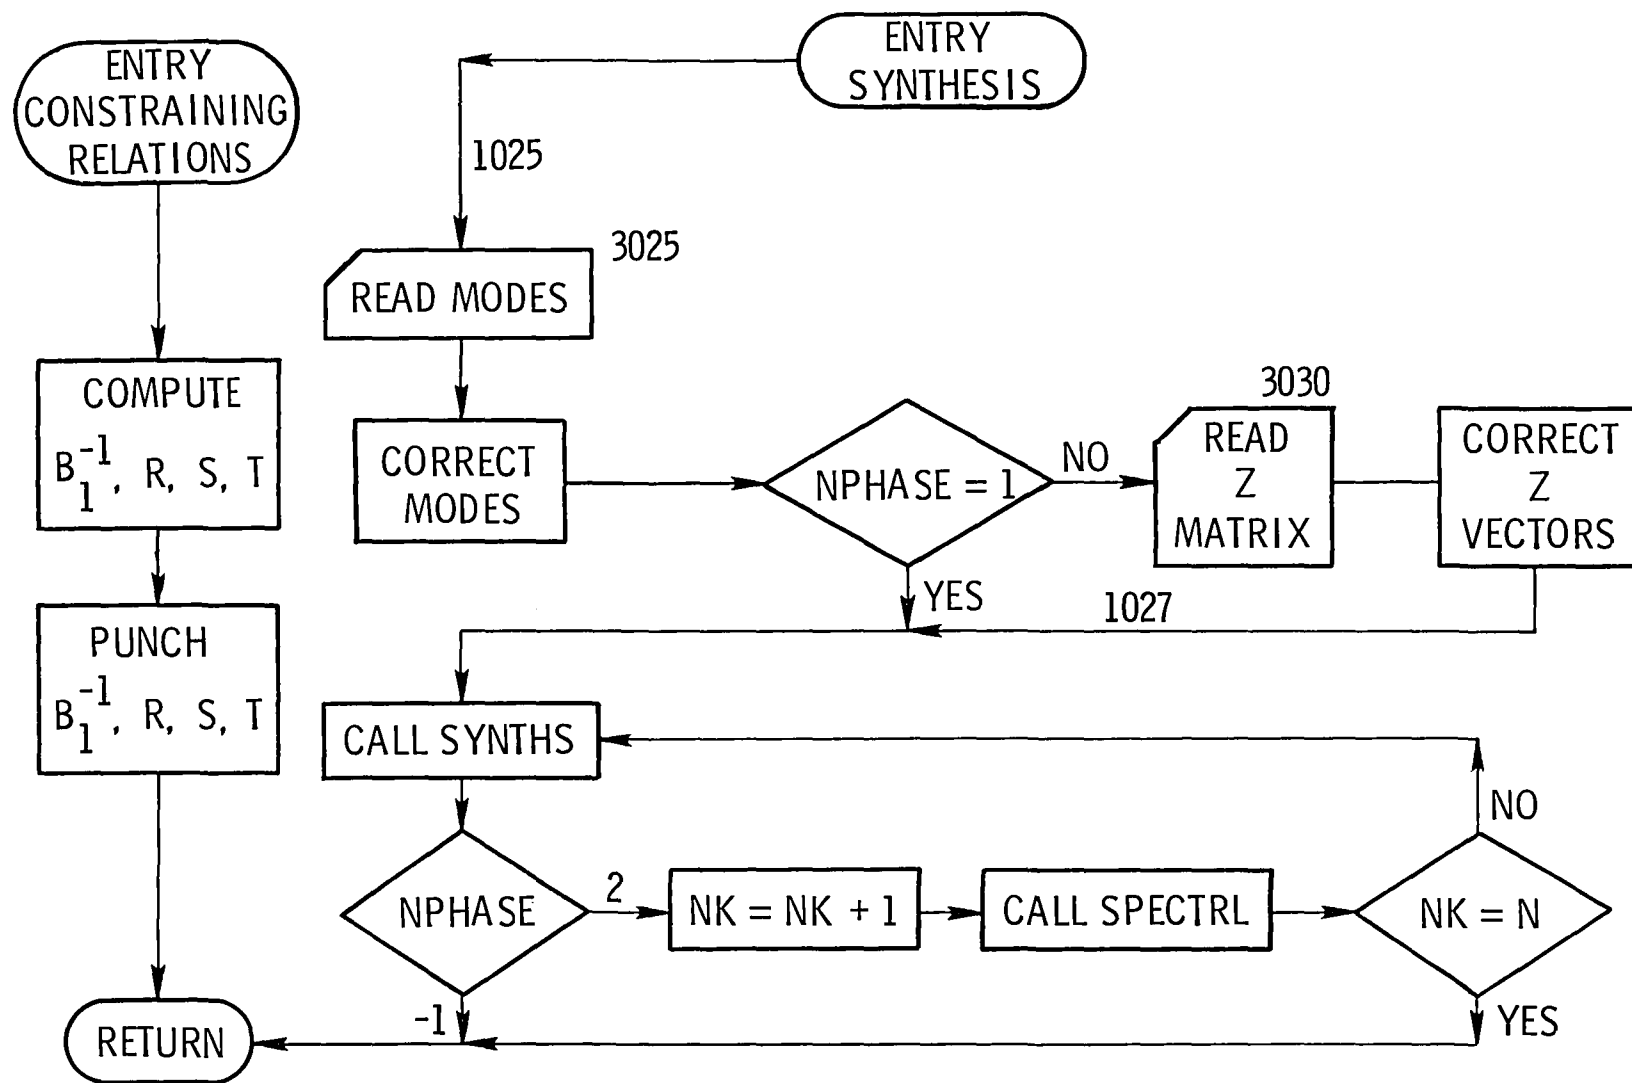 ENTRY
CONSTRAINING
RELATIONS
COMPUTE
B₁⁻¹, R, S, T
PUNCH
B₁⁻¹, R, S, T
RETURN
ENTRY
SYNTHESIS
1025
3025
READ MODES
CORRECT
MODES
NPHASE = 1
NO
YES
3030
READ
Z
MATRIX
CORRECT
Z
VECTORS
1027
CALL SYNTHS
NPHASE
2
-1
NK = NK + 1
CALL SPECTRL
NK = N
NO
YES